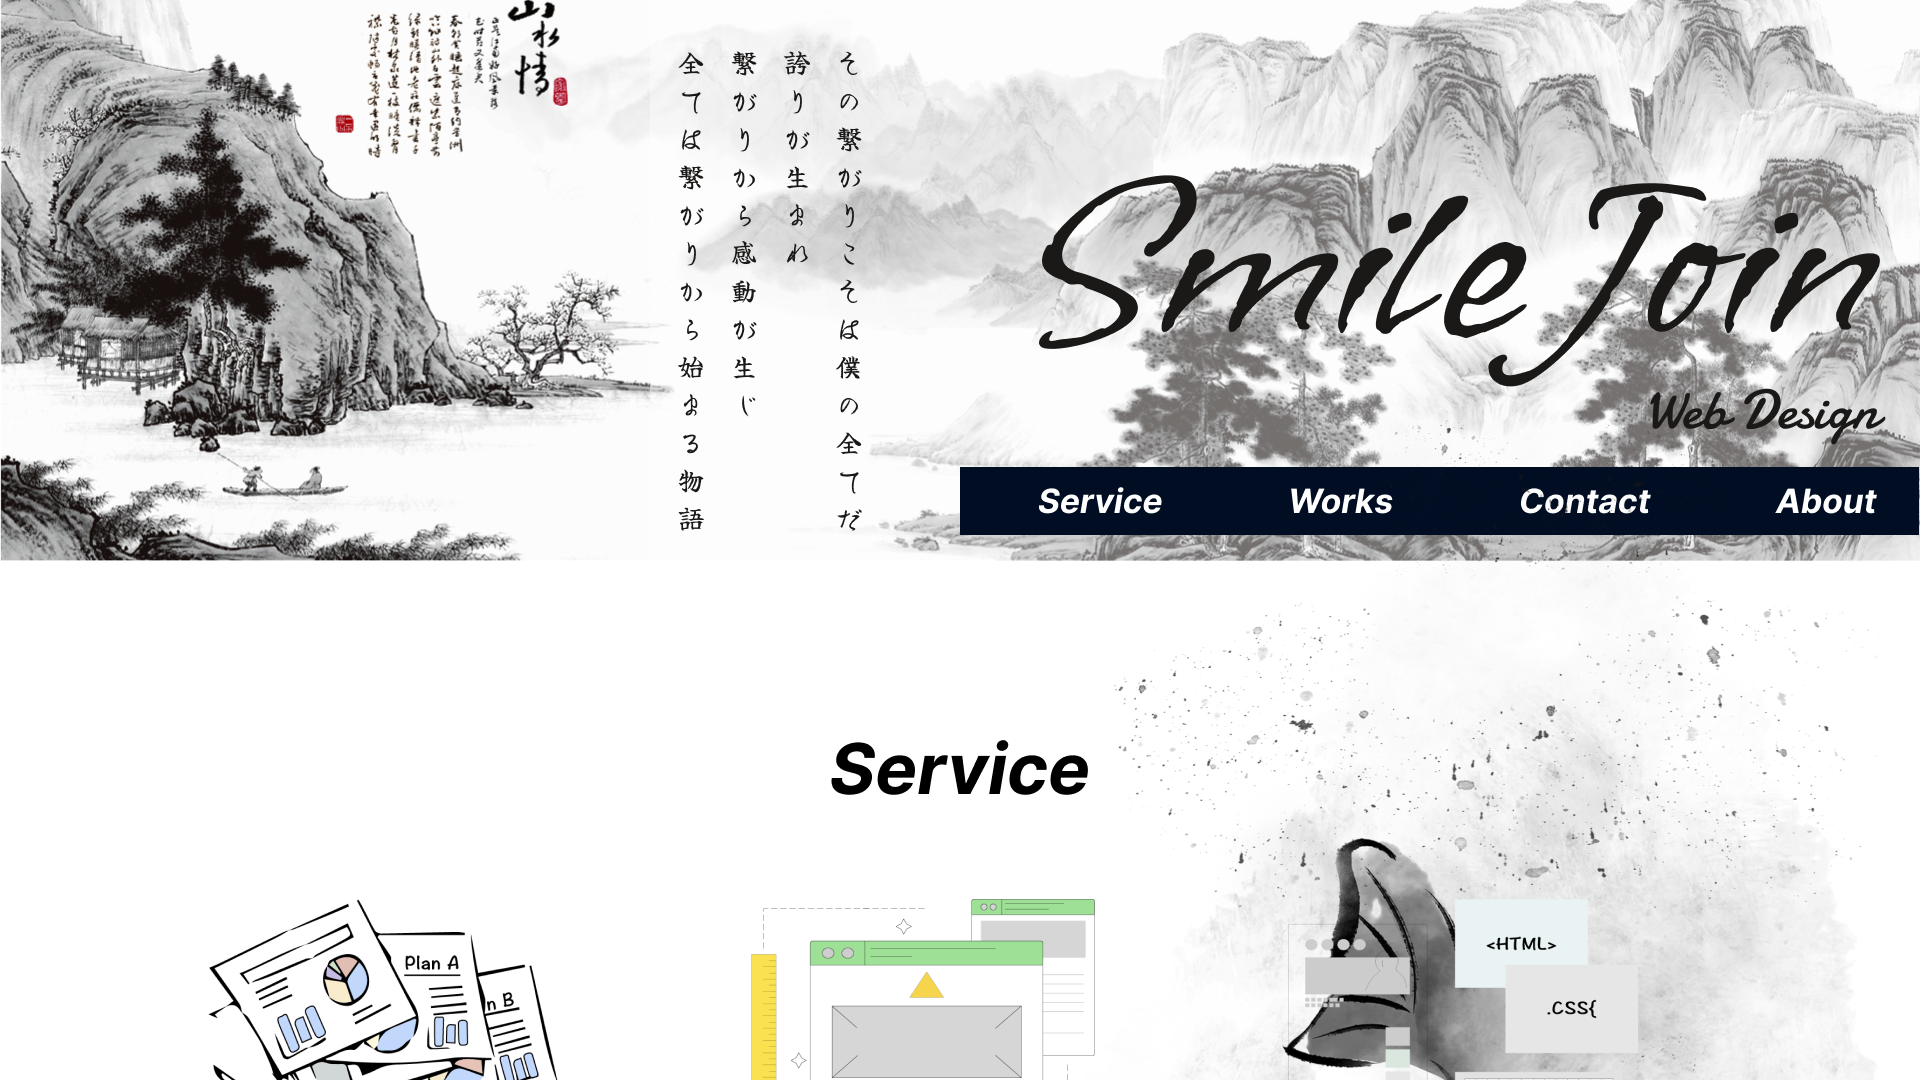 山水情
その繋がりこそは僕の全てだ
誇りが生まれ
繋がりから感動が生じ
全ては繋がりから始まる物語
Smile Join
Web Design
Service
Works
Contact
About
Service
Plan A
n B
<HTML>
.CSS{